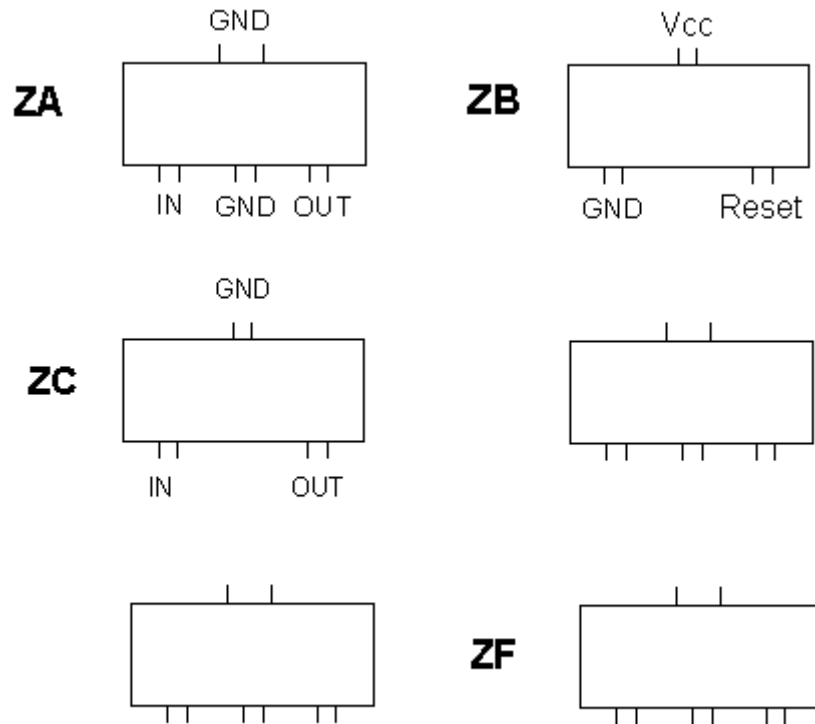 GND
ZA
IN GND OUT
Vcc
ZB
GND Reset
GND
ZC
IN OUT
ZF